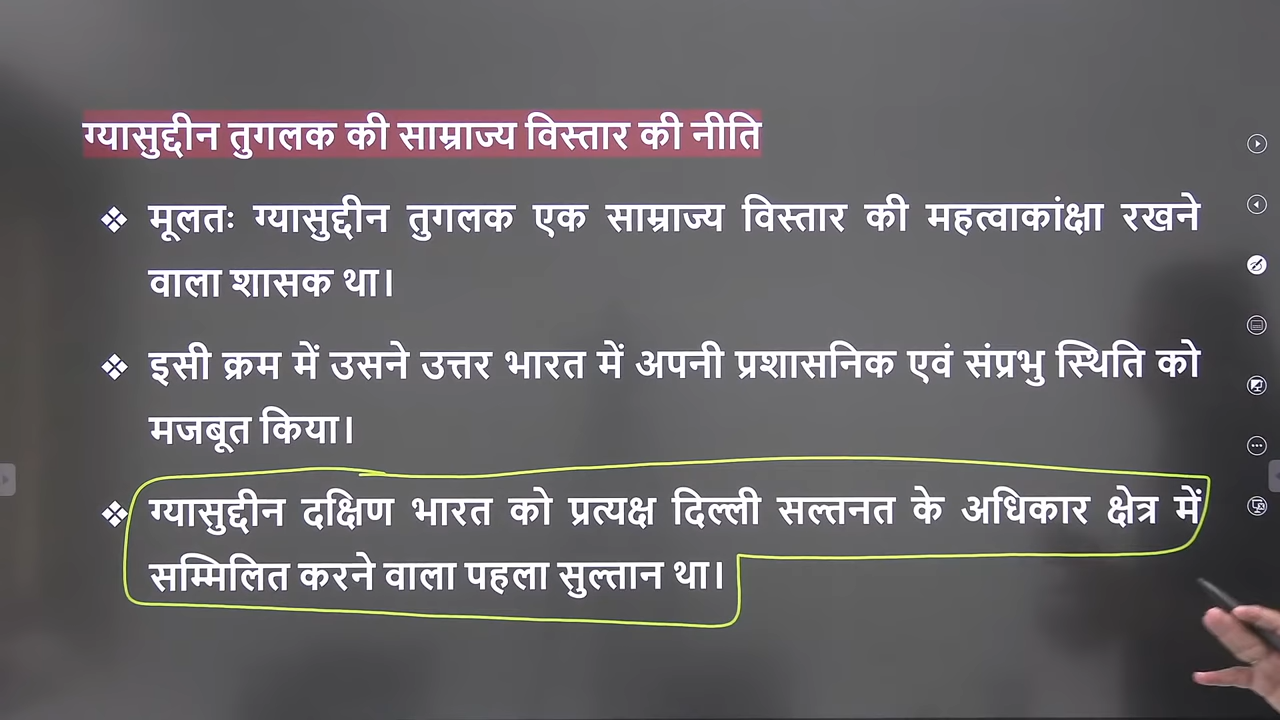 ग्यासुद्दीन तुगलक की साम्राज्य विस्तार की नीति
❖ मूलतः ग्यासुद्दीन तुगलक एक साम्राज्य विस्तार की महत्वाकांक्षा रखने
वाला शासक था।
❖ इसी क्रम में उसने उत्तर भारत में अपनी प्रशासनिक एवं संप्रभु स्थिति को
मजबूत किया।
❖ ग्यासुद्दीन दक्षिण भारत को प्रत्यक्ष दिल्ली सल्तनत के अधिकार क्षेत्र में
सम्मिलित करने वाला पहला सुल्तान था।